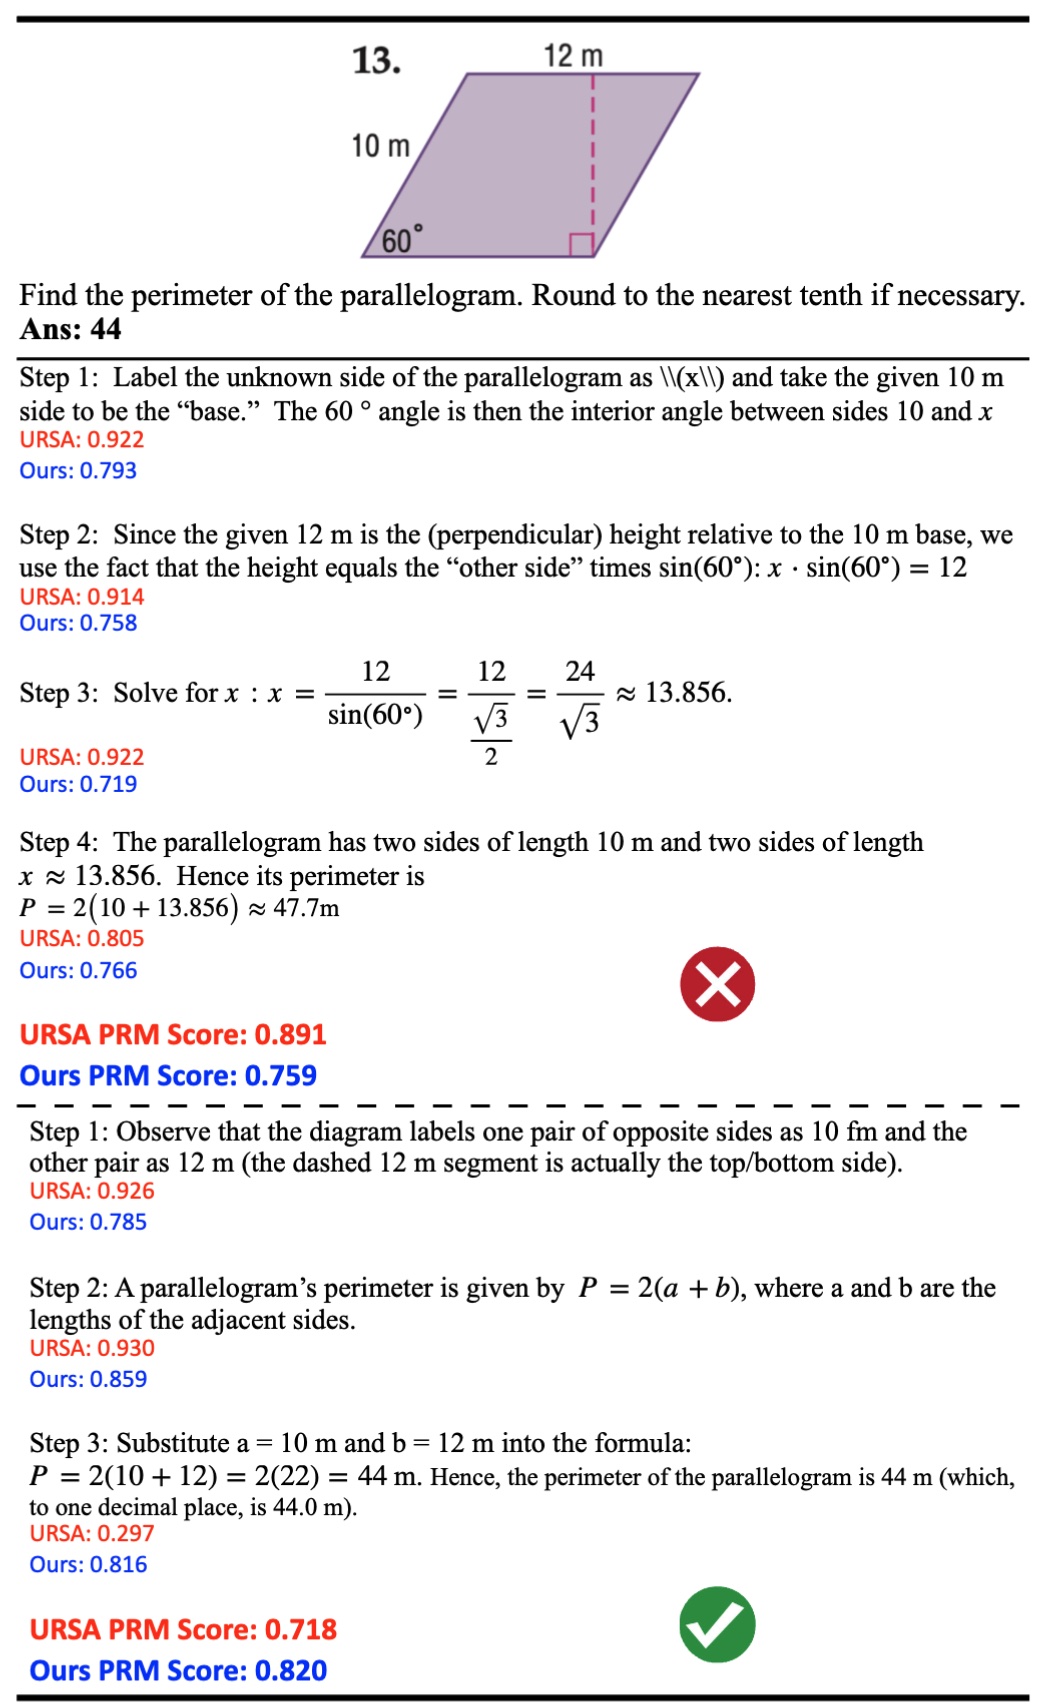 13.
12 m
10 m
60°
Find the perimeter of the parallelogram. Round to the nearest tenth if necessary.
Ans: 44
Step 1: Label the unknown side of the parallelogram as \\(x\\) and take the given 10 m
side to be the “base.” The 60 ° angle is then the interior angle between sides 10 and x
URSA: 0.922
Ours: 0.793
Step 2: Since the given 12 m is the (perpendicular) height relative to the 10 m base, we
use the fact that the height equals the “other side” times sin(60°): x · sin(60°) = 12
URSA: 0.914
Ours: 0.758
Step 3: Solve for x : x = 12/sin(60°) = 12/(√3/2) = 24/√3 ≈ 13.856.
URSA: 0.922
Ours: 0.719
Step 4: The parallelogram has two sides of length 10 m and two sides of length
x ≈ 13.856. Hence its perimeter is
P = 2(10 + 13.856) ≈ 47.7m
URSA: 0.805
Ours: 0.766
URSA PRM Score: 0.891
Ours PRM Score: 0.759
Step 1: Observe that the diagram labels one pair of opposite sides as 10 fm and the
other pair as 12 m (the dashed 12 m segment is actually the top/bottom side).
URSA: 0.926
Ours: 0.785
Step 2: A parallelogram’s perimeter is given by P = 2(a + b), where a and b are the
lengths of the adjacent sides.
URSA: 0.930
Ours: 0.859
Step 3: Substitute a = 10 m and b = 12 m into the formula:
P = 2(10 + 12) = 2(22) = 44 m. Hence, the perimeter of the parallelogram is 44 m (which,
to one decimal place, is 44.0 m).
URSA: 0.297
Ours: 0.816
URSA PRM Score: 0.718
Ours PRM Score: 0.820